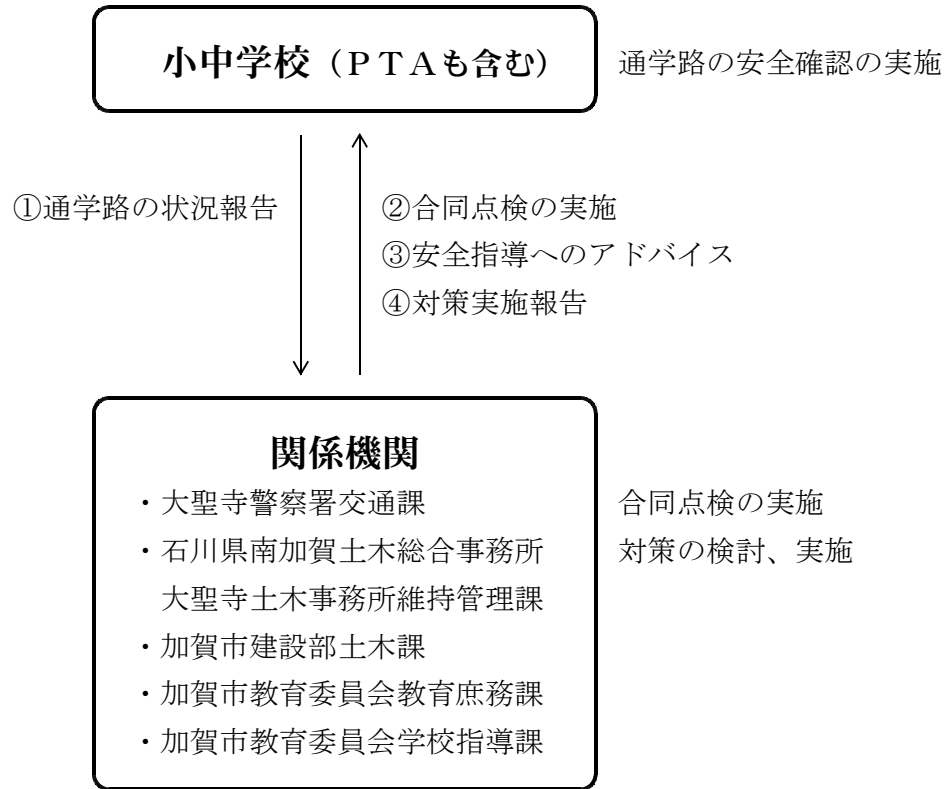 小中学校（ＰＴＡも含む）
通学路の安全確認の実施
①通学路の状況報告
②合同点検の実施
③安全指導へのアドバイス
④対策実施報告
関係機関
・大聖寺警察署交通課
・石川県南加賀土木総合事務所
大聖寺土木事務所維持管理課
・加賀市建設部土木課
・加賀市教育委員会教育庶務課
・加賀市教育委員会学校指導課
合同点検の実施
対策の検討、実施